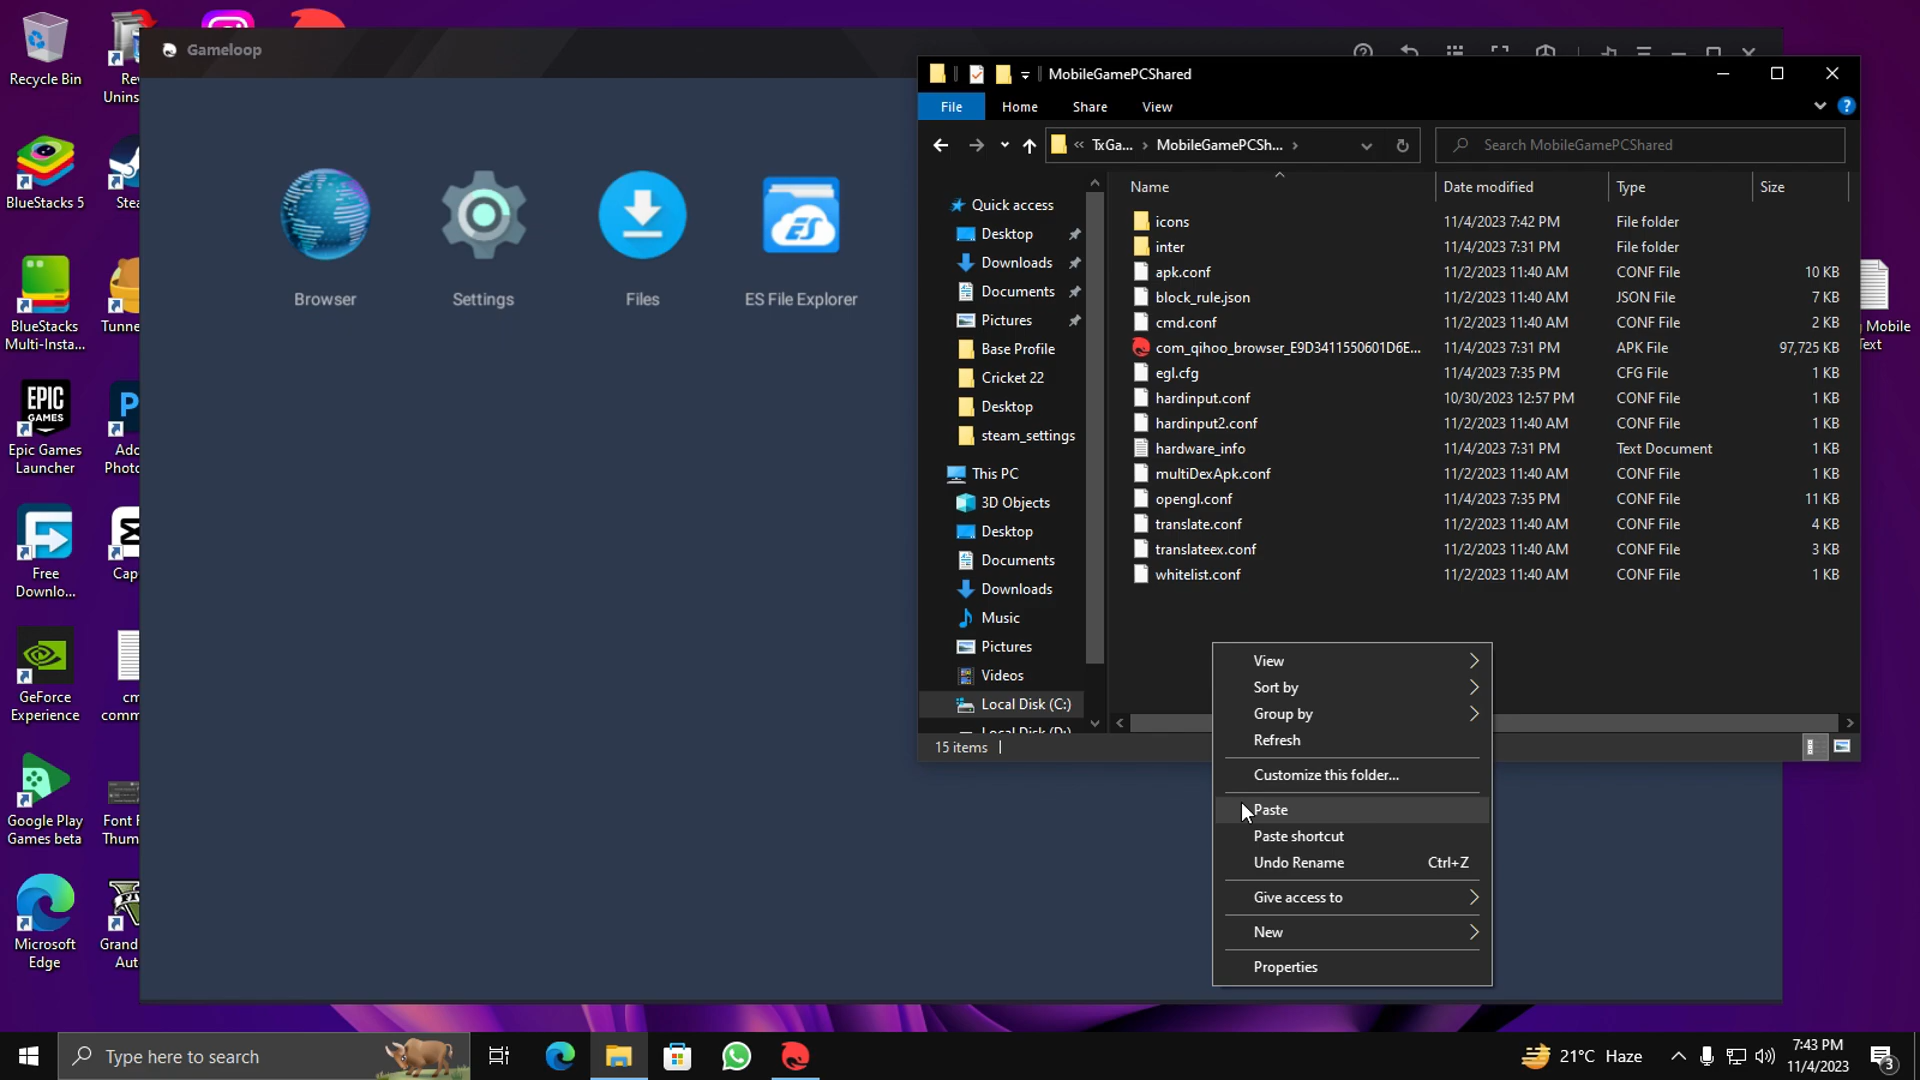 Recycle Bin
Rev
Unins
BlueStacks 5
Stea
BlueStacks
Multi-Insta...
Tunne
Epic Games
Launcher
Ado
Photo
Free
Downlo...
Cap
GeForce
Experience
cm
comm
Google Play
Games beta
Font F
Thum
Microsoft
Edge
Grand
Aut
Mobile
Text
Gameloop
Browser
Settings
Files
ES File Explorer
MobileGamePCShared
File
Home
Share
View
« TxGa... › MobileGamePCSh... ›
Search MobileGamePCShared
Quick access
Desktop
Downloads
Documents
Pictures
Base Profile
Cricket 22
Desktop
steam_settings
This PC
3D Objects
Desktop
Documents
Downloads
Music
Pictures
Videos
Local Disk (C:)
Local Disk (D:)
Name Date modified Type Size
icons 11/4/2023 7:42 PM File folder
inter 11/4/2023 7:31 PM File folder
apk.conf 11/2/2023 11:40 AM CONF File 10 KB
block_rule.json 11/2/2023 11:40 AM JSON File 7 KB
cmd.conf 11/2/2023 11:40 AM CONF File 2 KB
com_qihoo_browser_E9D3411550601D6E... 11/4/2023 7:31 PM APK File 97,725 KB
egl.cfg 11/4/2023 7:35 PM CFG File 1 KB
hardinput.conf 10/30/2023 12:57 PM CONF File 1 KB
hardinput2.conf 11/2/2023 11:40 AM CONF File 1 KB
hardware_info 11/4/2023 7:31 PM Text Document 1 KB
multiDexApk.conf 11/2/2023 11:40 AM CONF File 1 KB
opengl.conf 11/4/2023 7:35 PM CONF File 11 KB
translate.conf 11/2/2023 11:40 AM CONF File 4 KB
translateex.conf 11/2/2023 11:40 AM CONF File 3 KB
whitelist.conf 11/2/2023 11:40 AM CONF File 1 KB
15 items
View
Sort by
Group by
Refresh
Customize this folder...
Paste
Paste shortcut
Undo Rename Ctrl+Z
Give access to
New
Properties
Type here to search
21°C Haze
7:43 PM
11/4/2023
3